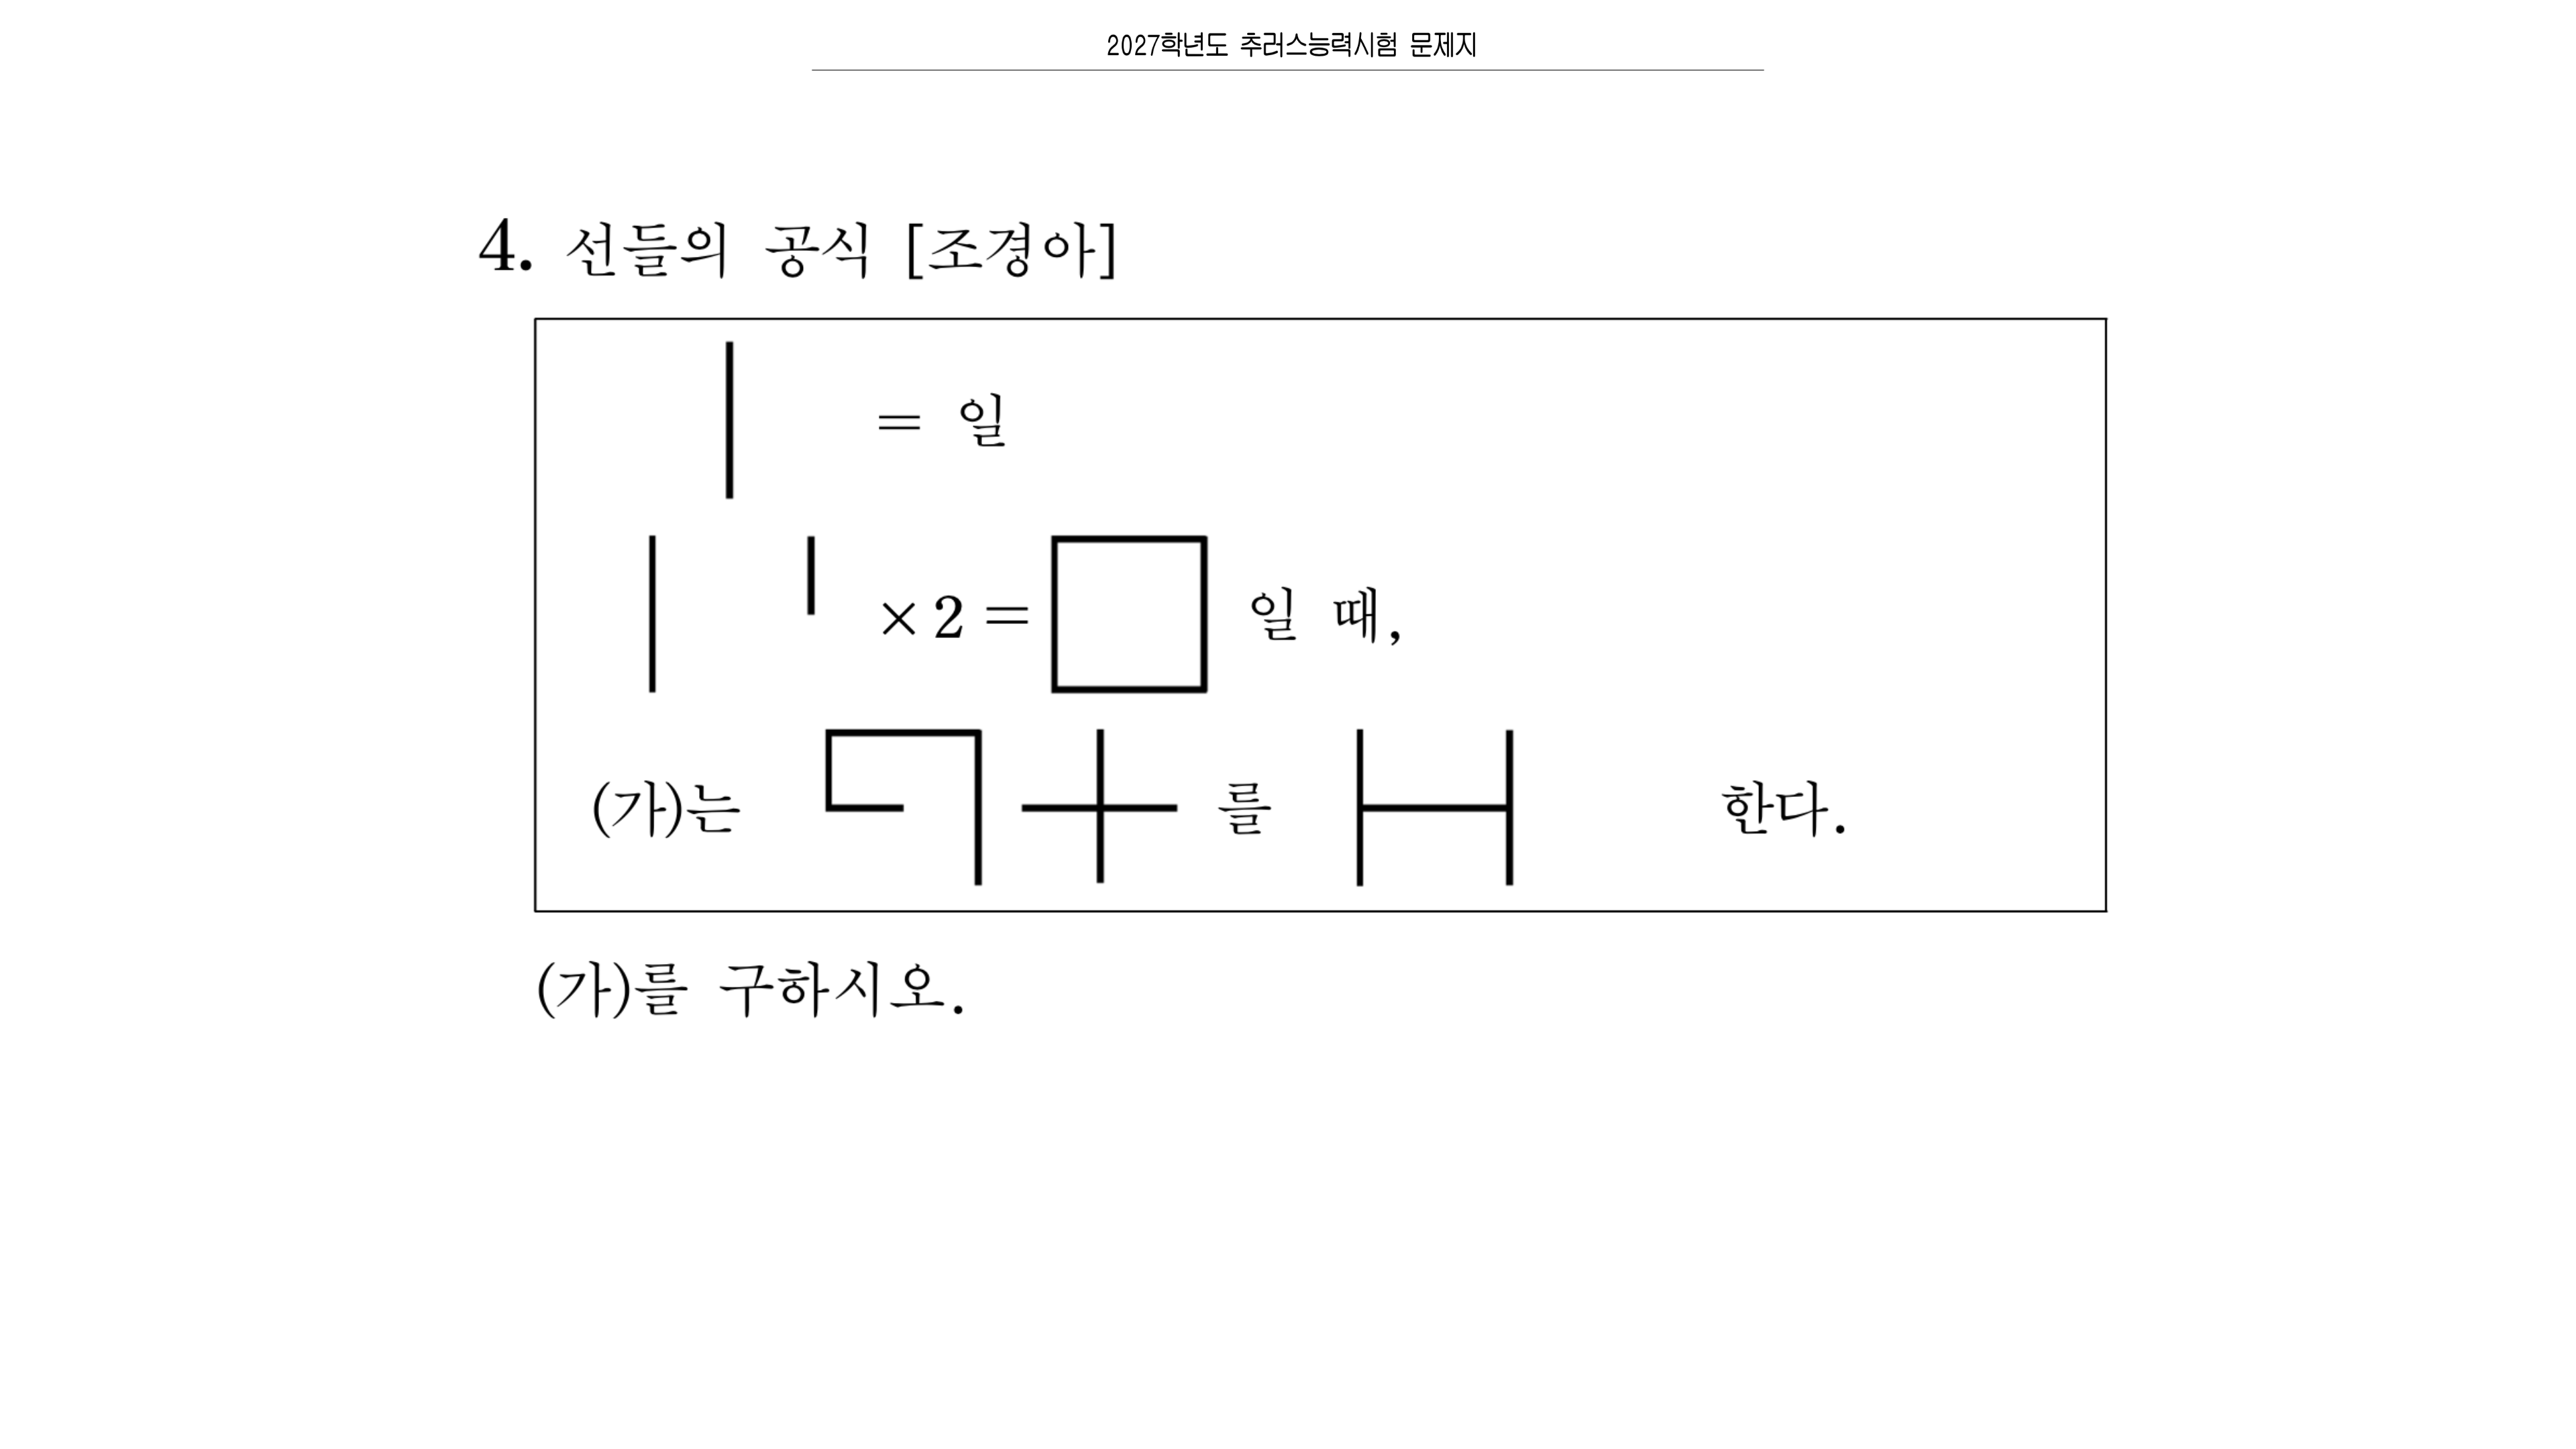 2027학년도 추리스능력시험 문제지
4. 선들의 공식 [조경아]
= 일
×2 = 일 때,
(가)는 를 한다.
(가)를 구하시오.